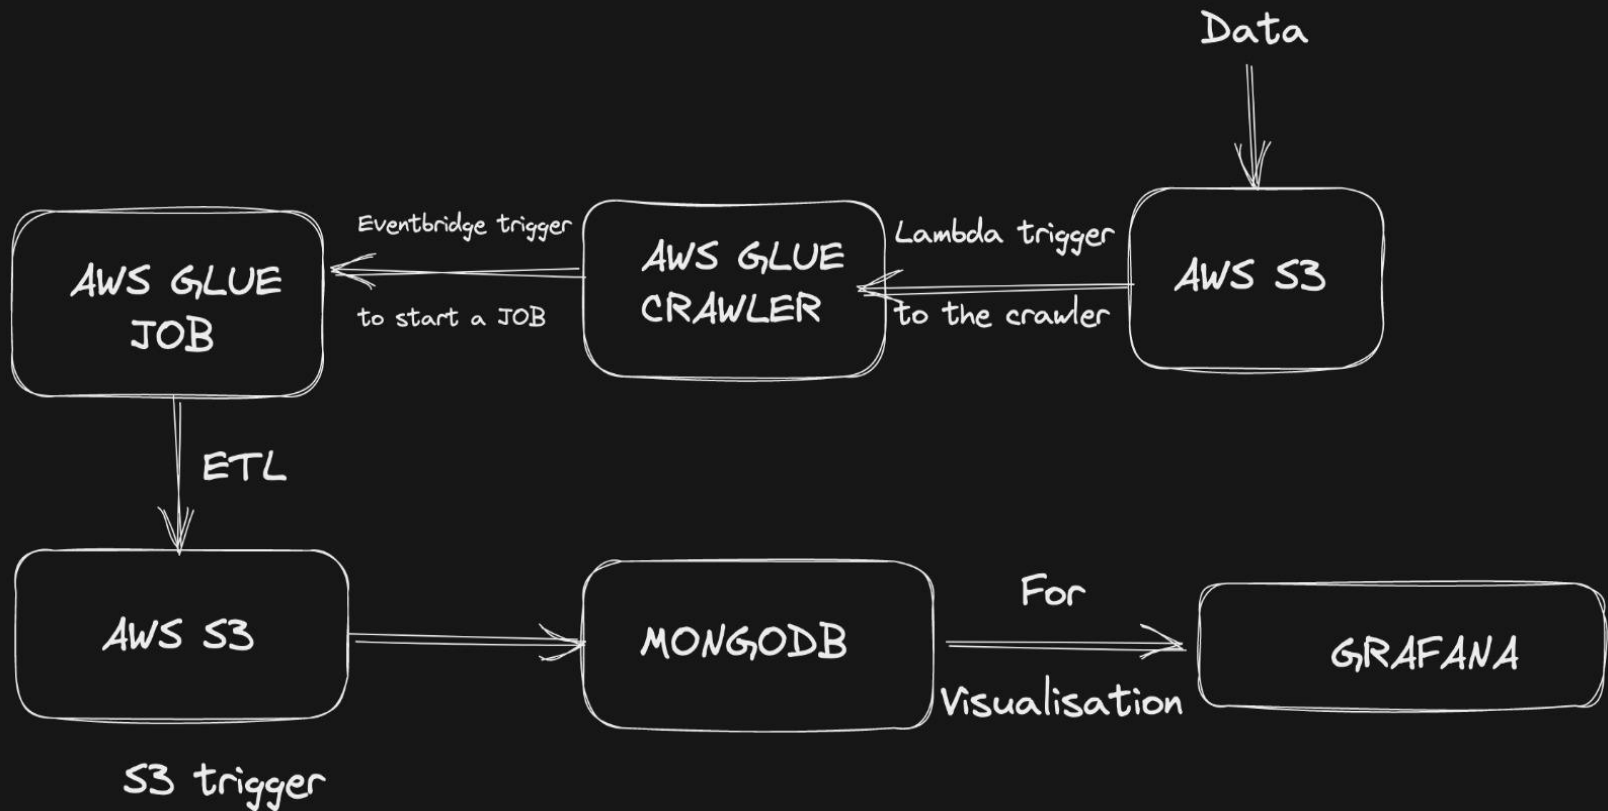 Data
AWS S3
Lambda trigger
to the crawler
AWS GLUE
CRAWLER
Eventbridge trigger
to start a JOB
AWS GLUE
JOB
ETL
AWS S3
S3 trigger
MONGODB
For
Visualisation
GRAFANA